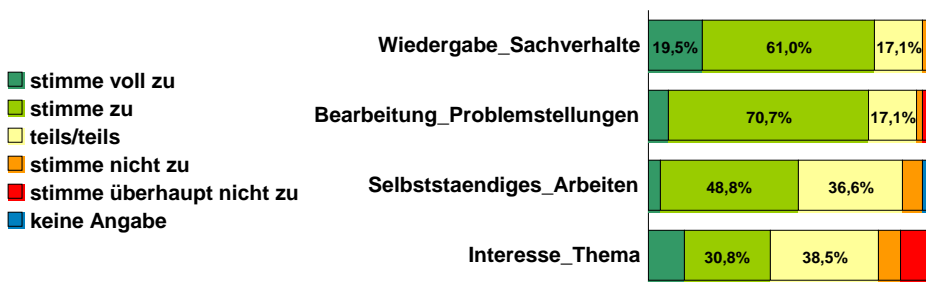 stimme voll zu
stimme zu
teils/teils
stimme nicht zu
stimme überhaupt nicht zu
keine Angabe
Wiedergabe_Sachverhalte 19,5% 61,0% 17,1%
Bearbeitung_Problemstellungen 70,7% 17,1%
Selbststaendiges_Arbeiten 48,8% 36,6%
Interesse_Thema 30,8% 38,5%